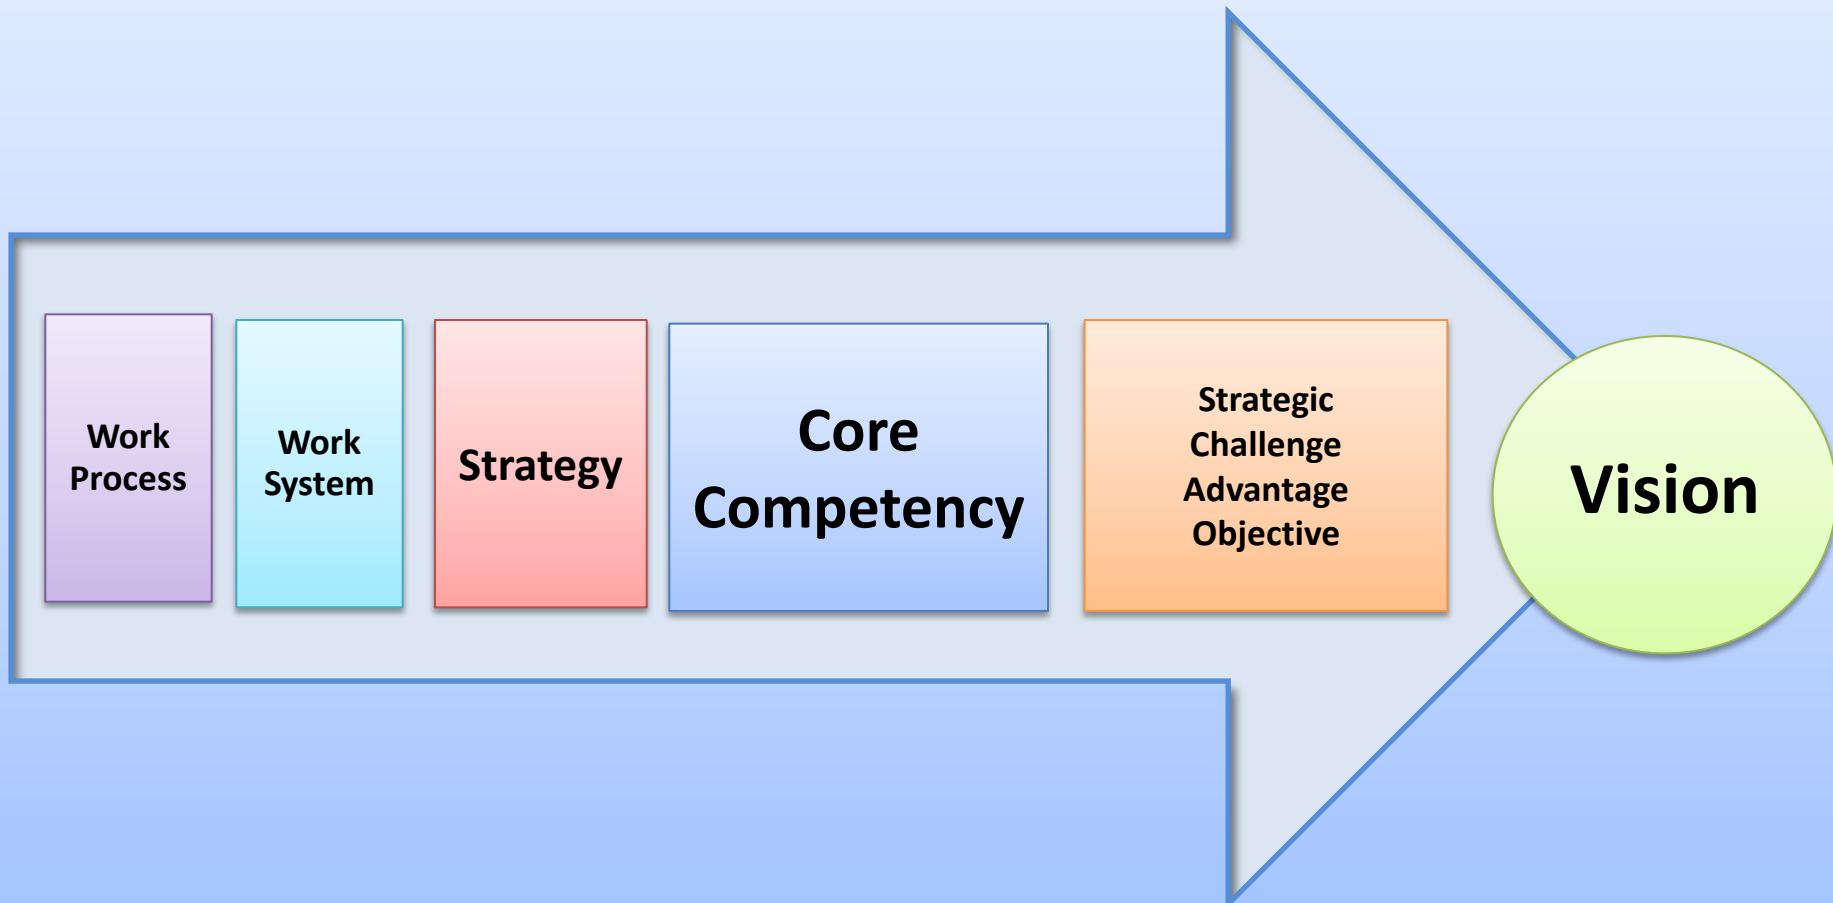 Work
Process
Work
System
Strategy
Core
Competency
Strategic
Challenge
Advantage
Objective
Vision